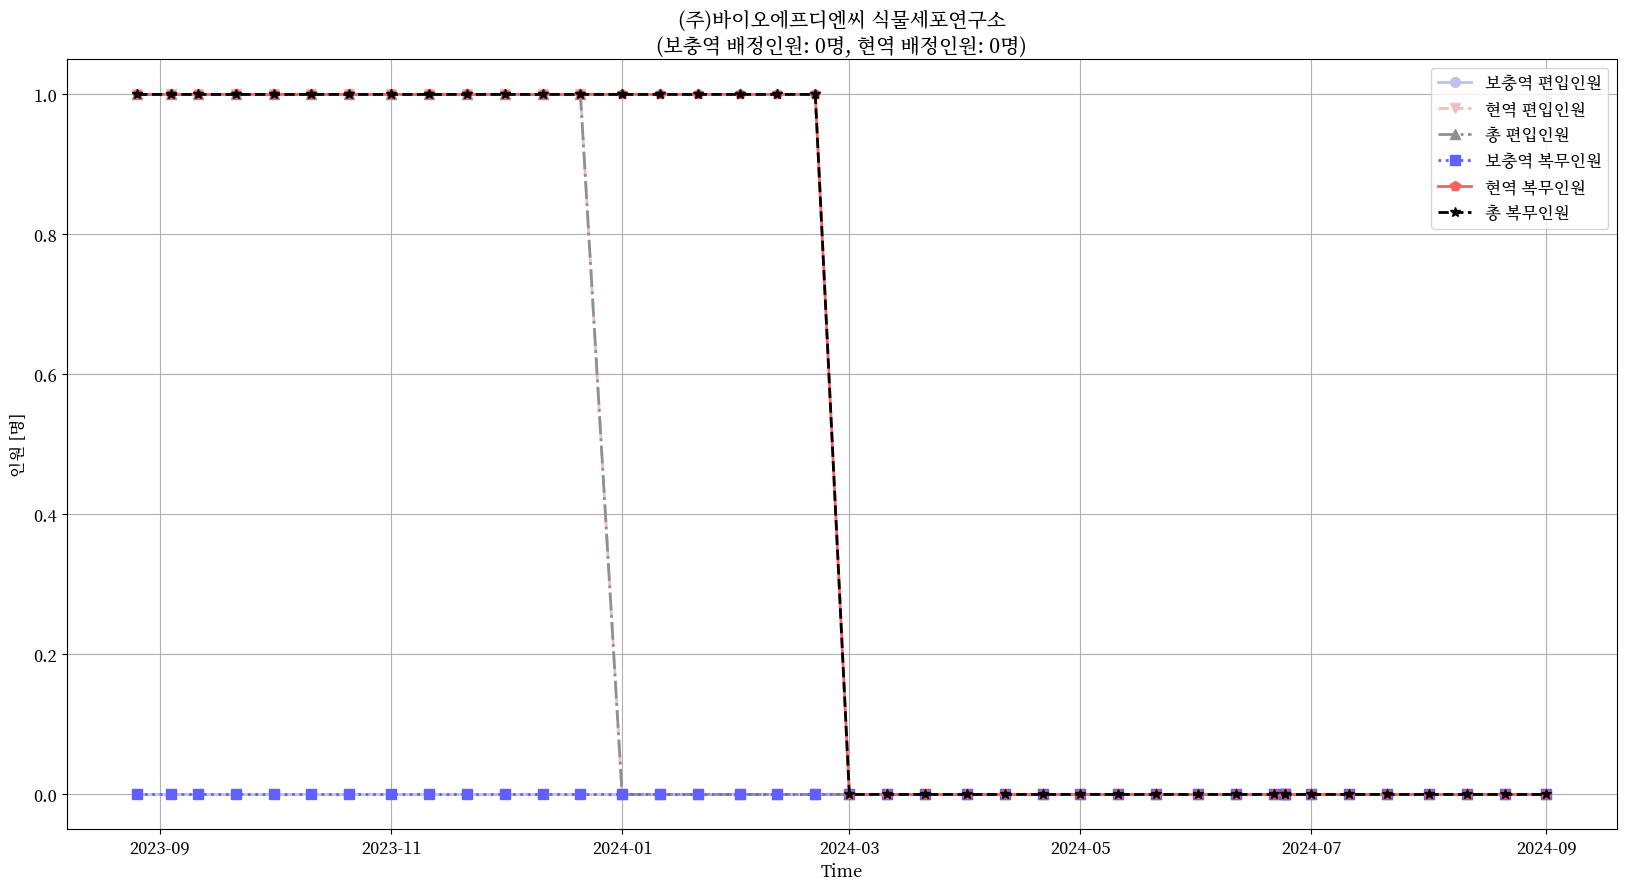 (주)바이오에프디엔씨 식물세포연구소
(보충역 배정인원: 0명, 현역 배정인원: 0명)
보충역 편입인원
현역 편입인원
총 편입인원
보충역 복무인원
현역 복무인원
총 복무인원
인원 [명]
1.0
0.8
0.6
0.4
0.2
0.0
2023-09 2023-11 2024-01 2024-03 2024-05 2024-07 2024-09
Time